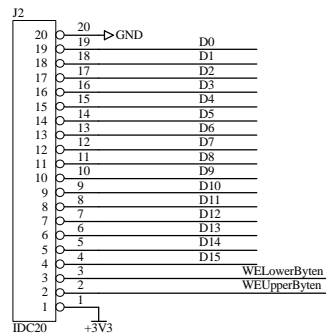 J2
20 20 GND
19 19 D0
18 18 D1
17 17 D2
16 16 D3
15 15 D4
14 14 D5
13 13 D6
12 12 D7
11 11 D8
10 10 D9
9 9 D10
8 8 D11
7 7 D12
6 6 D13
5 5 D14
4 4 D15
3 3 WELowerByten
2 2 WEUpperByten
1 1
IDC20 +3V3